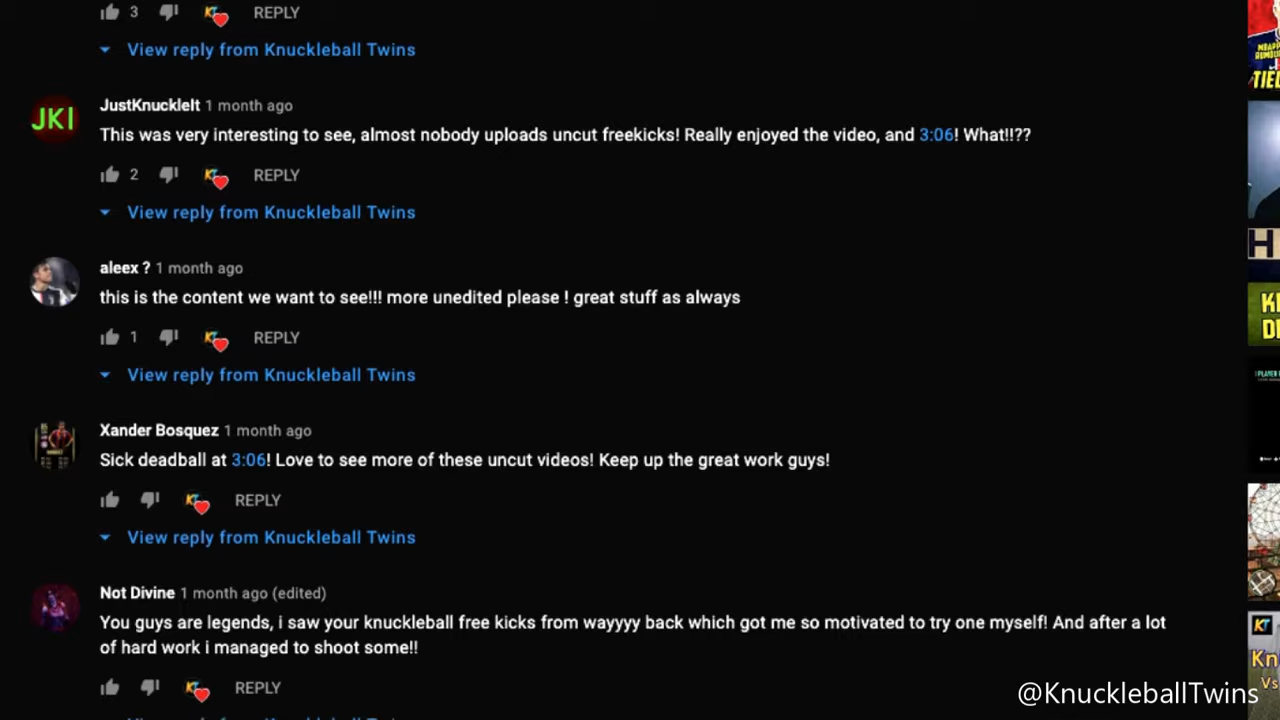 3 REPLY
View reply from Knuckleball Twins
JKI
JustKnuckleIt 1 month ago
This was very interesting to see, almost nobody uploads uncut freekicks! Really enjoyed the video, and 3:06! What!!??
2 REPLY
View reply from Knuckleball Twins
aleex ? 1 month ago
this is the content we want to see!!! more unedited please ! great stuff as always
1 REPLY
View reply from Knuckleball Twins
Xander Bosquez 1 month ago
Sick deadball at 3:06! Love to see more of these uncut videos! Keep up the great work guys!
REPLY
View reply from Knuckleball Twins
Not Divine 1 month ago (edited)
You guys are legends, i saw your knuckleball free kicks from wayyyy back which got me so motivated to try one myself! And after a lot
of hard work i managed to shoot some!!
REPLY
KT
Kn
Vs
@KnuckleballTwins